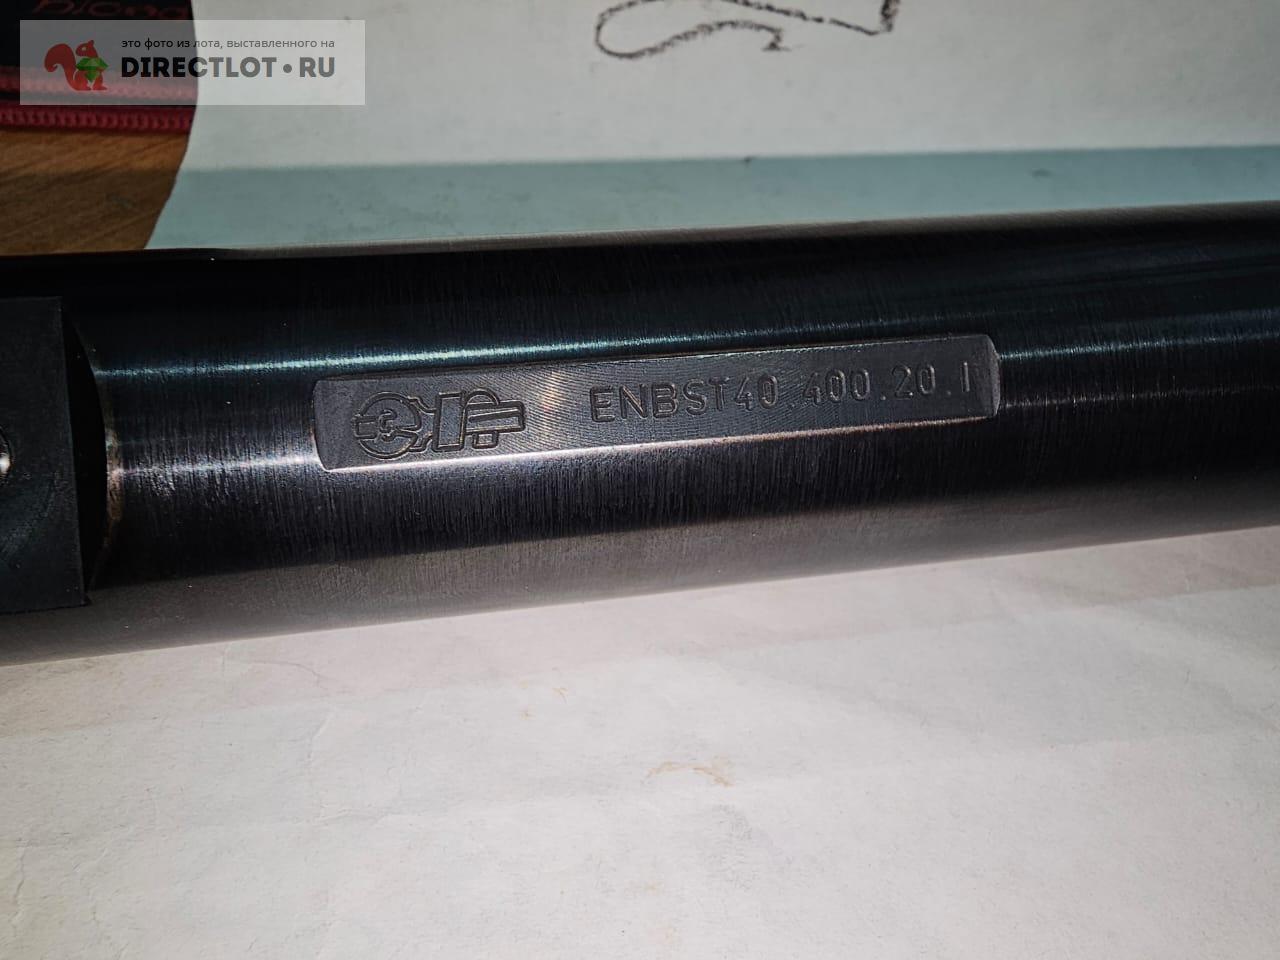 это фото из лота, выставленного на
DIRECTLOT•RU
ENBST40.400.20.I